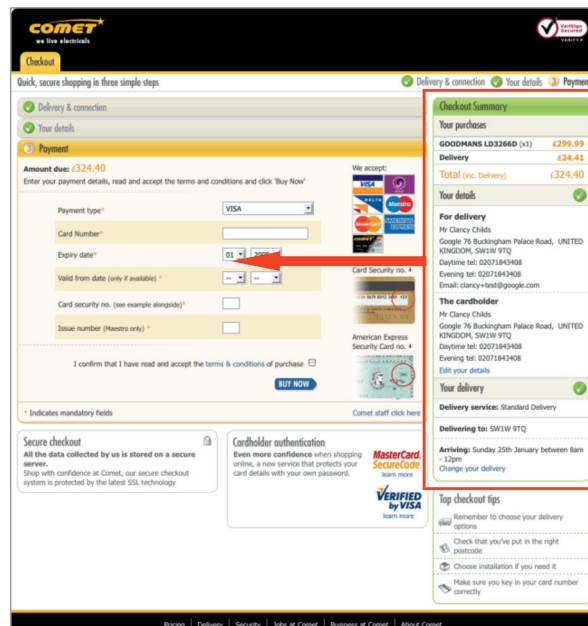 COMET
we live electricals
VeriSign
Secured
VERIFY
Checkout
Quick, secure shopping in three simple steps
Delivery & connection
Your details
3 Paymen
Delivery & connection
Your details
3 Payment
Amount due: £324.40
Enter your payment details, read and accept the terms and conditions and click 'Buy Now'
We accept:
VISA
DELTA
Maestro
MasterCard
AMERICAN EXPRESS
COMET
Payment type*
VISA
Card Number*
Expiry date*
01
Valid from date (only if available) *
--
--
Card security no. (see example alongside)*
Issue number (Maestro only) *
Card Security no.
American Express
Security Card no.
I confirm that I have read and accept the terms & conditions of purchase
BUY NOW
* Indicates mandatory fields
Comet staff click here
Secure checkout
All the data collected by us is stored on a secure
server.
Shop with confidence at Comet, our secure checkout
system is protected by the latest SSL technology
Cardholder authentication
Even more confidence when shopping
online, a new service that protects your
card details with your own password.
MasterCard.
SecureCode.
learn more
VERIFIED
by VISA
learn more
Checkout Summary
Your purchases
GOODMANS LD3266D (x1) £299.99
Delivery £24.41
Total (inc. Delivery) £324.40
Your details
For delivery
Mr Clancy Childs
Google 76 Buckingham Palace Road, UNITED
KINGDOM, SW1W 9TQ
Daytime tel: 02071843408
Evening tel: 02071843408
Email: clancy+test@google.com
The cardholder
Mr Clancy Childs
Google 76 Buckingham Palace Road, UNITED
KINGDOM, SW1W 9TQ
Daytime tel: 02071843408
Evening tel: 02071843408
Edit your details
Your delivery
Delivery service: Standard Delivery
Delivering to: SW1W 9TQ
Arriving: Sunday 25th January between 8am
- 12pm
Change your delivery
Top checkout tips
Remember to choose your delivery
options
Check that you've put in the right
postcode
Choose installation if you need it
Make sure you key in your card number
correctly
Pricing | Delivery | Security | Jobs at Comet | Business at Comet | About Comet